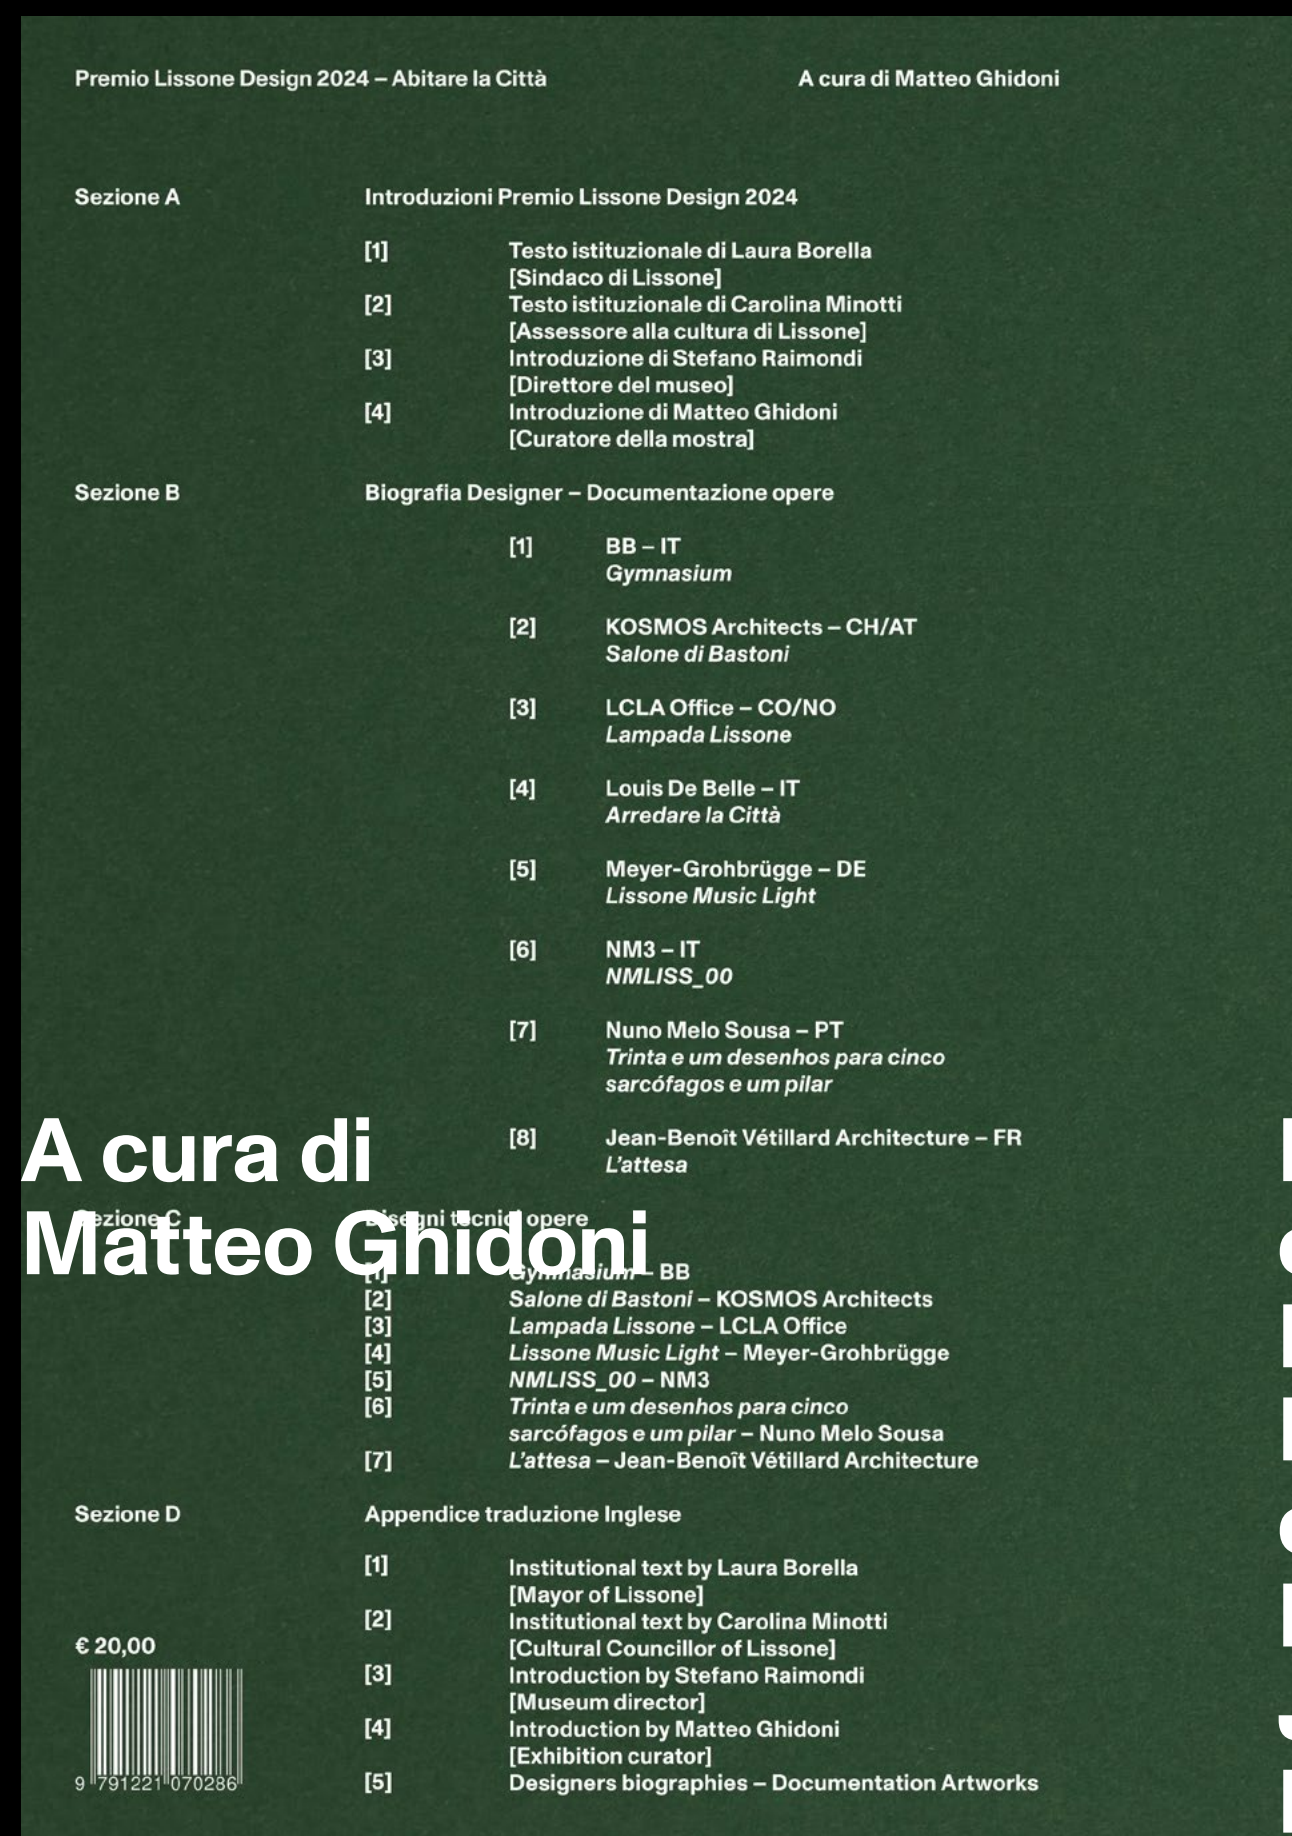 Premio Lissone Design 2024 – Abitare la Città
A cura di Matteo Ghidoni
Sezione A
Introduzioni Premio Lissone Design 2024
[1] Testo istituzionale di Laura Borella
[Sindaco di Lissone]
[2] Testo istituzionale di Carolina Minotti
[Assessore alla cultura di Lissone]
[3] Introduzione di Stefano Raimondi
[Direttore del museo]
[4] Introduzione di Matteo Ghidoni
[Curatore della mostra]
Sezione B
Biografia Designer – Documentazione opere
[1] BB – IT
Gymnasium
[2] KOSMOS Architects – CH/AT
Salone di Bastoni
[3] LCLA Office – CO/NO
Lampada Lissone
[4] Louis De Belle – IT
Arredare la Città
[5] Meyer-Grohbrügge – DE
Lissone Music Light
[6] NM3 – IT
NMLISS_00
[7] Nuno Melo Sousa – PT
Trinta e um desenhos para cinco
sarcófagos e um pilar
[8] Jean-Benoît Vétillard Architecture – FR
L'attesa
A cura di
Matteo Ghidoni
Sezione C
Disegni tecnici opere
[1] Gymnasium – BB
[2] Salone di Bastoni – KOSMOS Architects
[3] Lampada Lissone – LCLA Office
[4] Lissone Music Light – Meyer-Grohbrügge
[5] NMLISS_00 – NM3
[6] Trinta e um desenhos para cinco
sarcófagos e um pilar – Nuno Melo Sousa
[7] L'attesa – Jean-Benoît Vétillard Architecture
Sezione D
Appendice traduzione Inglese
[1] Institutional text by Laura Borella
[Mayor of Lissone]
[2] Institutional text by Carolina Minotti
[Cultural Councillor of Lissone]
[3] Introduction by Stefano Raimondi
[Museum director]
[4] Introduction by Matteo Ghidoni
[Exhibition curator]
[5] Designers biographies – Documentation Artworks
€ 20,00
9 791221 070286